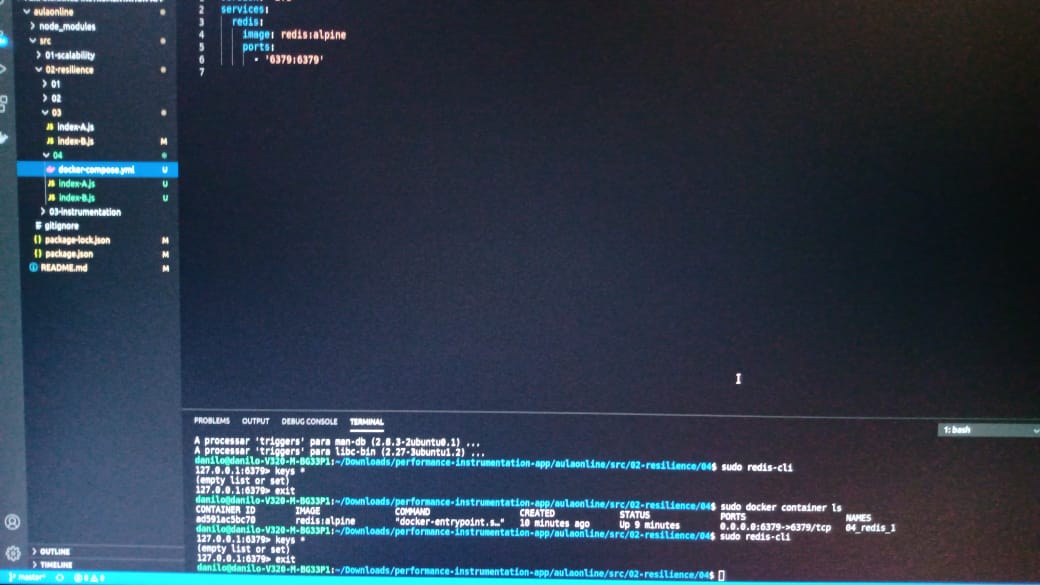 aulaonline
node_modules
src
01-scalability
02-resilience
01
02
03
index-A.js
index-B.js M
04
docker-compose.yml U
index-A.js U
index-B.js U
03-instrumentation
gitignore
package-lock.json M
package.json M
README.md M
OUTLINE
TIMELINE
2 services:
3 redis:
4 image: redis:alpine
5 ports:
6 - '6379:6379'
7
PROBLEMS OUTPUT DEBUG CONSOLE TERMINAL
1: bash
A processar 'triggers' para man-db (2.8.3-2ubuntu0.1) ...
A processar 'triggers' para libc-bin (2.27-3ubuntu1.2) ...
danilo@danilo-V320-M-BG33P1:~/Downloads/performance-instrumentation-app/aulaonline/src/02-resilience/04$ sudo redis-cli
127.0.0.1:6379> keys *
(empty list or set)
127.0.0.1:6379> exit
danilo@danilo-V320-M-BG33P1:~/Downloads/performance-instrumentation-app/aulaonline/src/02-resilience/04$ sudo docker container ls
CONTAINER ID IMAGE COMMAND CREATED STATUS PORTS NAMES
ad591ac5bc70 redis:alpine "docker-entrypoint.s…" 10 minutes ago Up 9 minutes 0.0.0.0:6379->6379/tcp 04_redis_1
danilo@danilo-V320-M-BG33P1:~/Downloads/performance-instrumentation-app/aulaonline/src/02-resilience/04$ sudo redis-cli
127.0.0.1:6379> keys *
(empty list or set)
127.0.0.1:6379> exit
danilo@danilo-V320-M-BG33P1:~/Downloads/performance-instrumentation-app/aulaonline/src/02-resilience/04$
master*